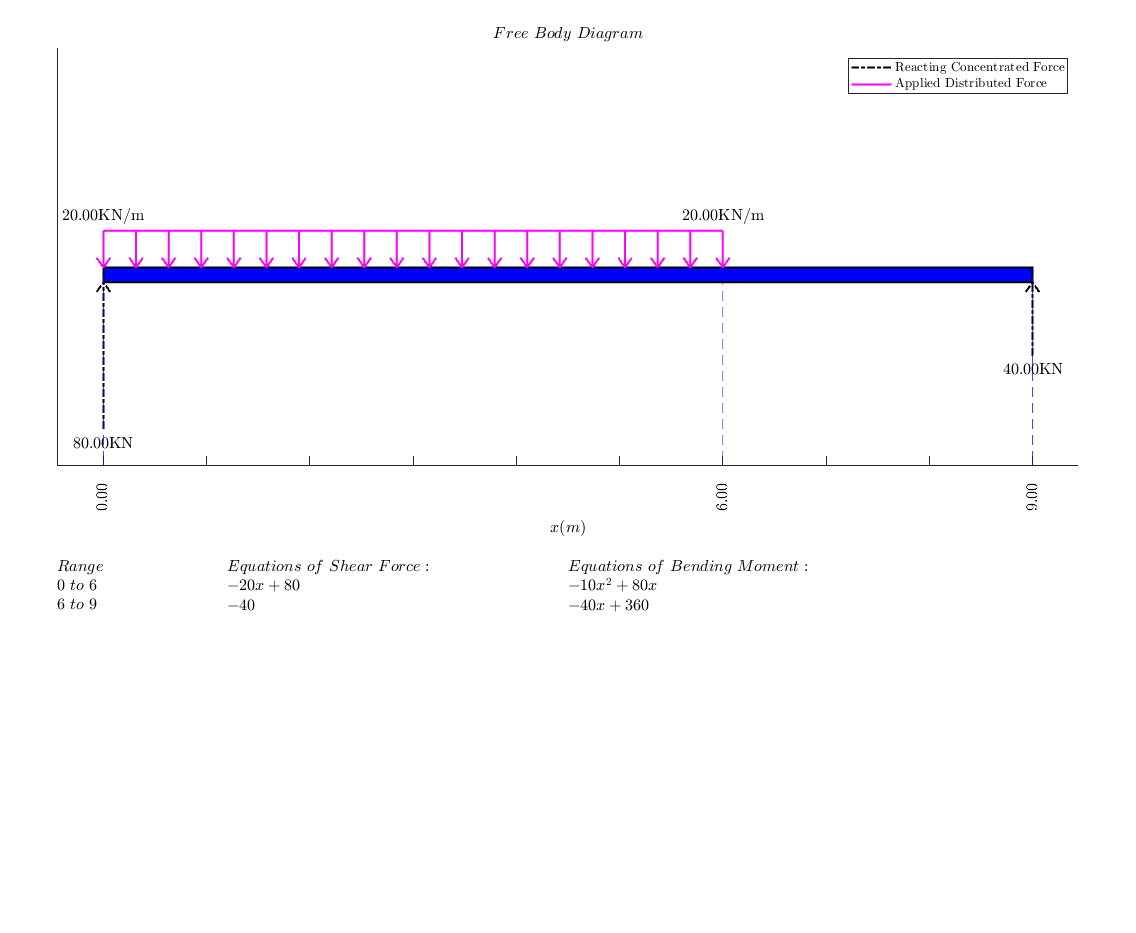 Free Body Diagram
Reacting Concentrated Force
Applied Distributed Force
20.00KN/m 20.00KN/m
40.00KN
80.00KN
0.00 6.00 9.00
x(m)
Range Equations of Shear Force : Equations of Bending Moment :
0 to 6 −20x + 80 −10x² + 80x
6 to 9 −40 −40x + 360